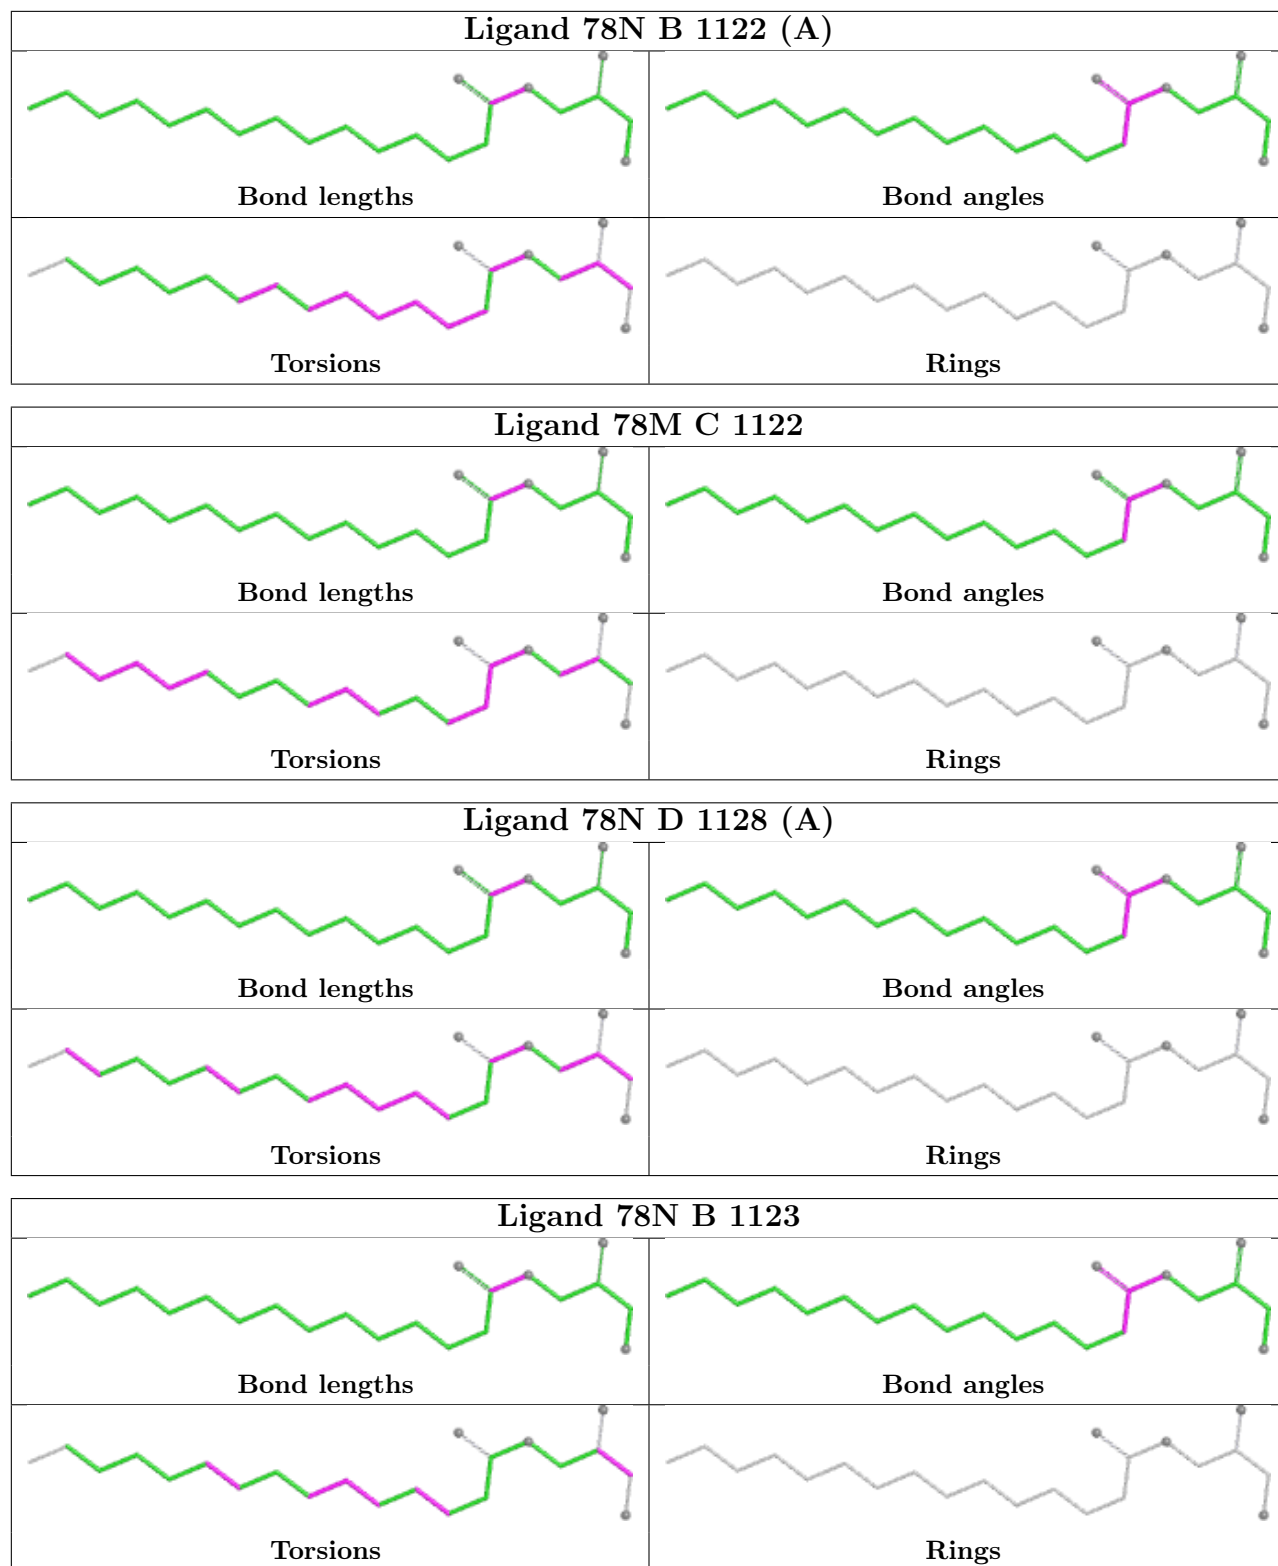 Ligand 78N B 1122 (A)
Bond lengths
Bond angles
Torsions
Rings
Ligand 78M C 1122
Bond lengths
Bond angles
Torsions
Rings
Ligand 78N D 1128 (A)
Bond lengths
Bond angles
Torsions
Rings
Ligand 78N B 1123
Bond lengths
Bond angles
Torsions
Rings